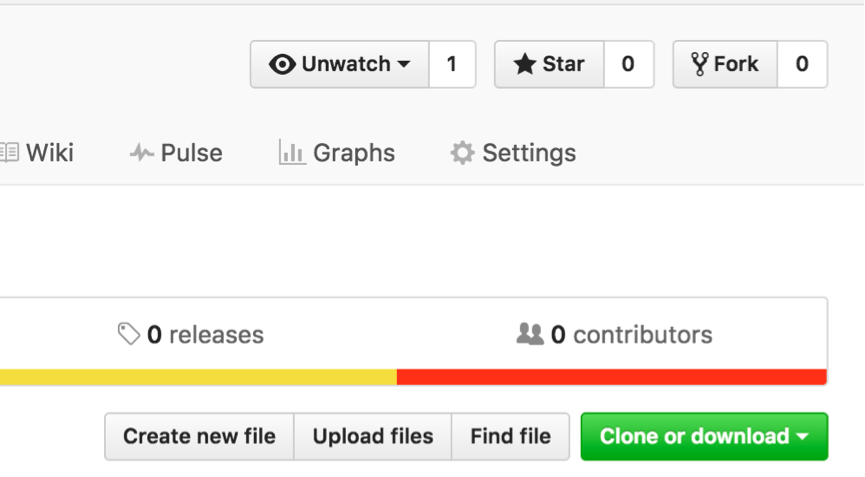 Unwatch 1 Star 0 Fork 0
Wiki Pulse Graphs Settings
0 releases 0 contributors
Create new file Upload files Find file Clone or download